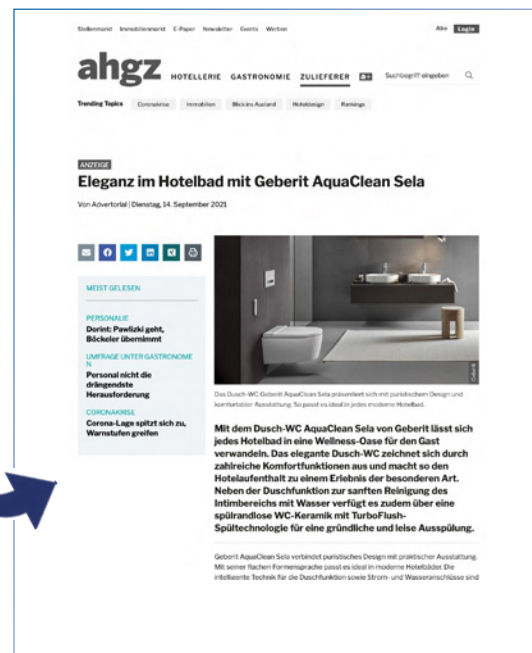 Stellenmarkt Immobilienmarkt E-Paper Newsletter Events Werben Abo Login
ahgz HOTELLERIE GASTRONOMIE ZULIEFERER Suchbegriff eingeben
Trending Topics Coronakrise Immobilien Blick ins Ausland Hoteldesign Rankings
ANZEIGE
Eleganz im Hotelbad mit Geberit AquaClean Sela
Von Advertorial | Dienstag, 14. September 2021
MEIST GELESEN
PERSONALIE
Dorint: Pawlizki geht,
Böckeler übernimmt
UMFRAGE UNTER GASTRONOME
N
Personal nicht die
drängendste
Herausforderung
CORONAKRISE
Corona-Lage spitzt sich zu,
Warnstufen greifen
Geberit
Das Dusch-WC Geberit AquaClean Sela präsentiert sich mit puristischem Design und
komfortabler Ausstattung. So passt es ideal in jedes moderne Hotelbad.
Mit dem Dusch-WC AquaClean Sela von Geberit lässt sich
jedes Hotelbad in eine Wellness-Oase für den Gast
verwandeln. Das elegante Dusch-WC zeichnet sich durch
zahlreiche Komfortfunktionen aus und macht so den
Hotelaufenthalt zu einem Erlebnis der besonderen Art.
Neben der Duschfunktion zur sanften Reinigung des
Intimbereichs mit Wasser verfügt es zudem über eine
spülrandlose WC-Keramik mit TurboFlush-
Spültechnologie für eine gründliche und leise Ausspülung.
Geberit AquaClean Sela verbindet puristisches Design mit praktischer Ausstattung.
Mit seiner flachen Formensprache passt es ideal in moderne Hotelbäder. Die
intelligente Technik für die Duschfunktion sowie Strom- und Wasseranschlüsse sind